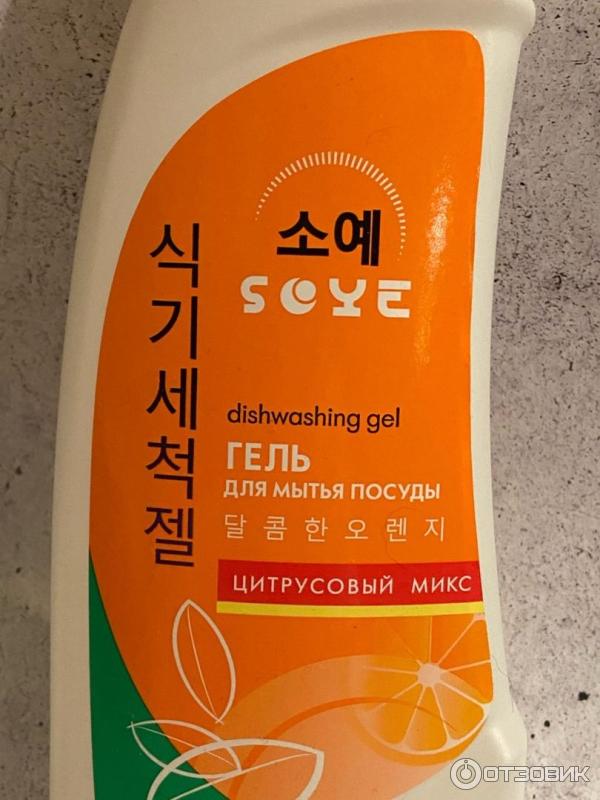 식기세척젤
소예
SOYE
dishwashing gel
ГЕЛЬ
ДЛЯ МЫТЬЯ ПОСУДЫ
달콤한오렌지
ЦИТРУСОВЫЙ МИКС
ОТЗОВИК